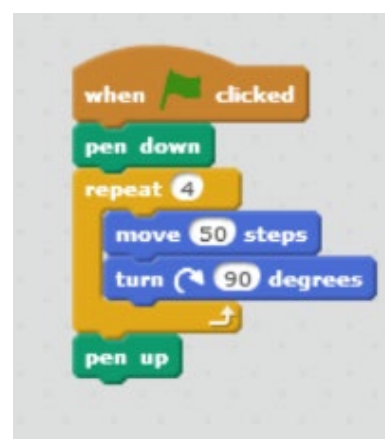 when clicked
pen down
repeat 4
move 50 steps
turn 90 degrees
pen up